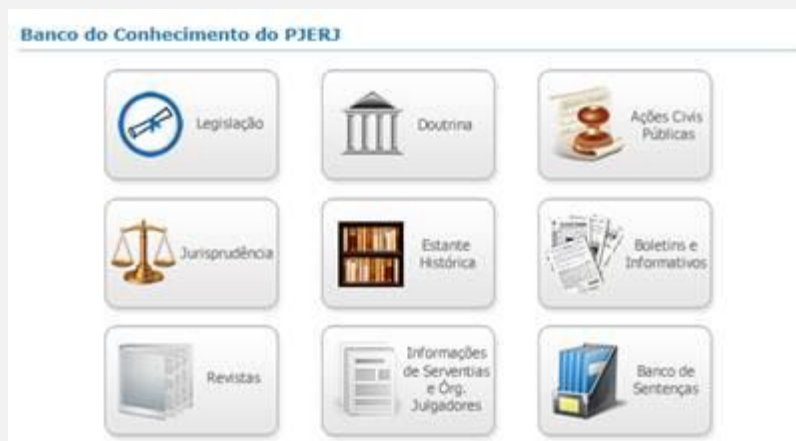 Banco do Conhecimento do PJERJ
Legislação
Doutrina
Ações Civis
Públicas
Jurisprudência
Estante
Histórica
Boletins e
Informativos
Revistas
Informações
de Serventias
e Órg.
Julgadores
Banco de
Sentenças